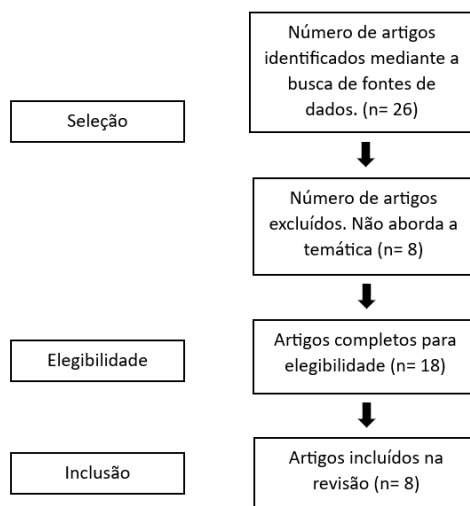 Número de artigos
identificados mediante a
busca de fontes de
dados. (n= 26)
Seleção
Número de artigos
excluídos. Não aborda a
temática (n= 8)
Elegibilidade
Artigos completos para
elegibilidade (n= 18)
Inclusão
Artigos incluídos na
revisão (n= 8)